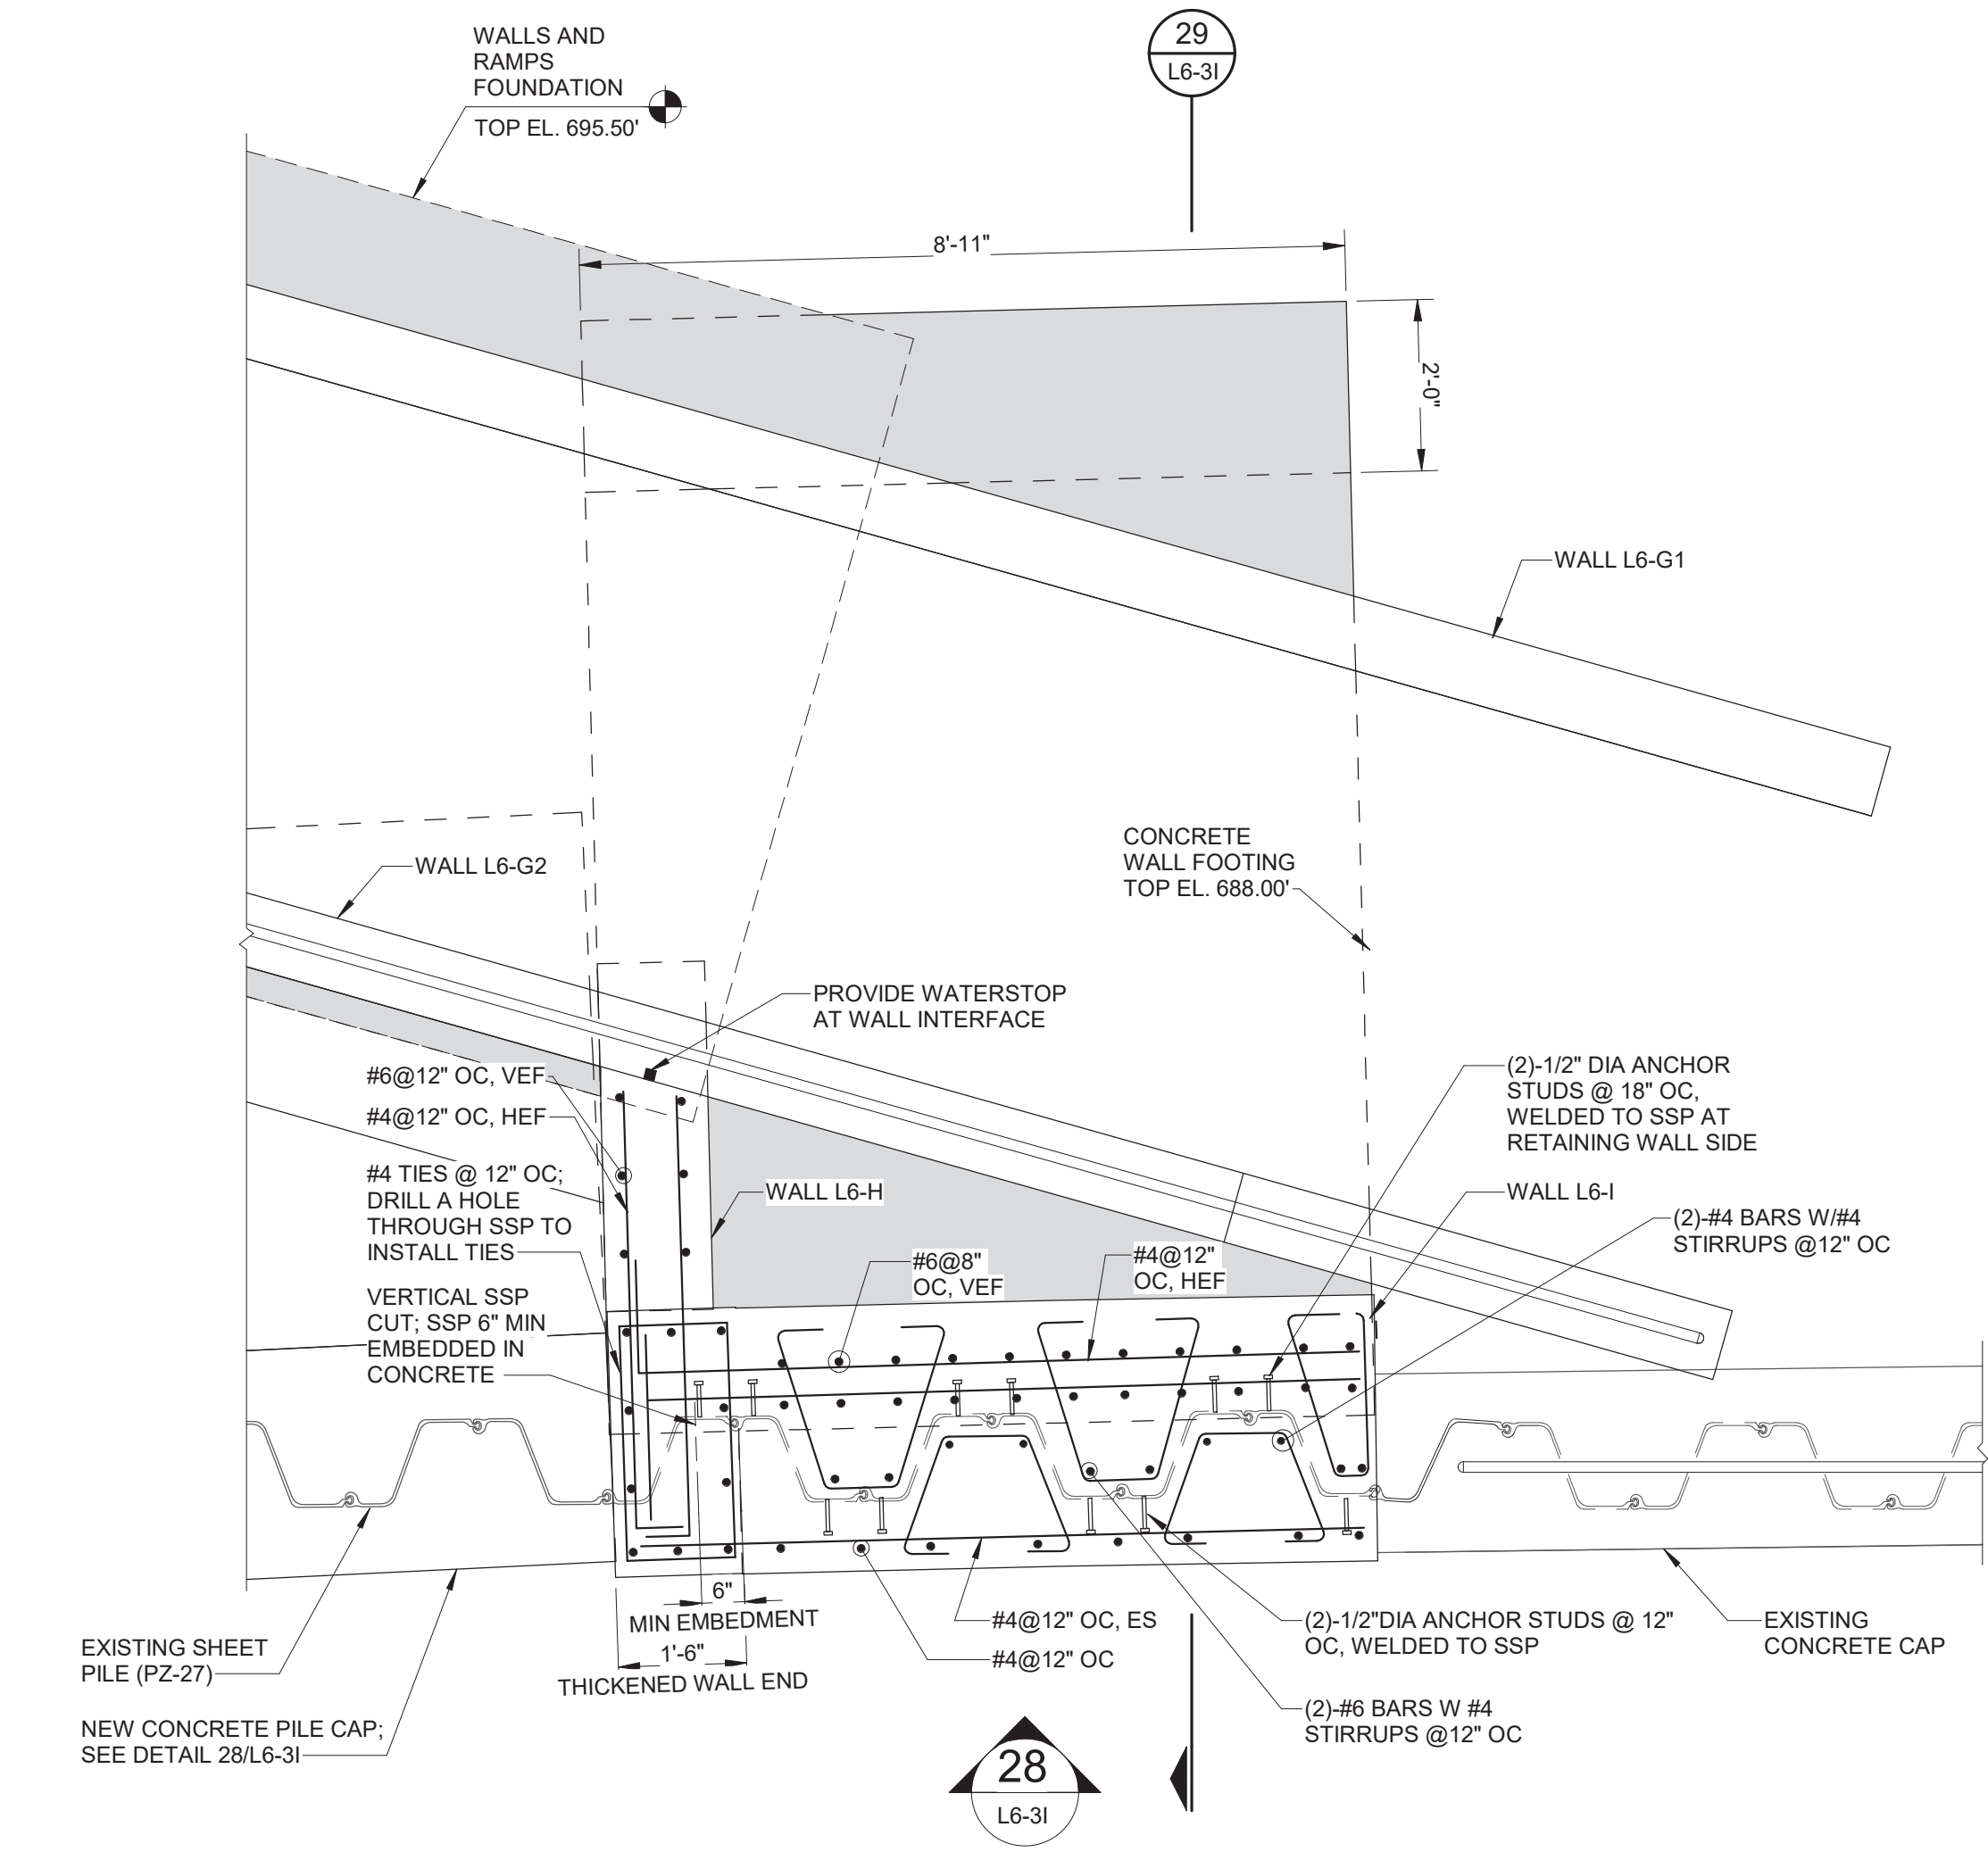 WALLS AND
RAMPS
FOUNDATION
TOP EL. 695.50'
29
L6-3I
8'-11"
2'-0"
WALL L6-G1
CONCRETE
WALL FOOTING
TOP EL. 688.00'
WALL L6-G2
PROVIDE WATERSTOP
AT WALL INTERFACE
#6@12" OC, VEF
#4@12" OC, HEF
#4 TIES @ 12" OC;
DRILL A HOLE
THROUGH SSP TO
INSTALL TIES
VERTICAL SSP
CUT; SSP 6" MIN
EMBEDDED IN
CONCRETE
WALL L6-H
#6@8"
OC, VEF
#4@12"
OC, HEF
(2)-1/2" DIA ANCHOR
STUDS @ 18" OC,
WELDED TO SSP AT
RETAINING WALL SIDE
WALL L6-I
(2)-#4 BARS W/#4
STIRRUPS @12" OC
6"
MIN EMBEDMENT
1'-6"
THICKENED WALL END
#4@12" OC, ES
#4@12" OC
(2)-1/2"DIA ANCHOR STUDS @ 12"
OC, WELDED TO SSP
(2)-#6 BARS W #4
STIRRUPS @12" OC
EXISTING
CONCRETE CAP
EXISTING SHEET
PILE (PZ-27)
NEW CONCRETE PILE CAP;
SEE DETAIL 28/L6-3I
28
L6-3I